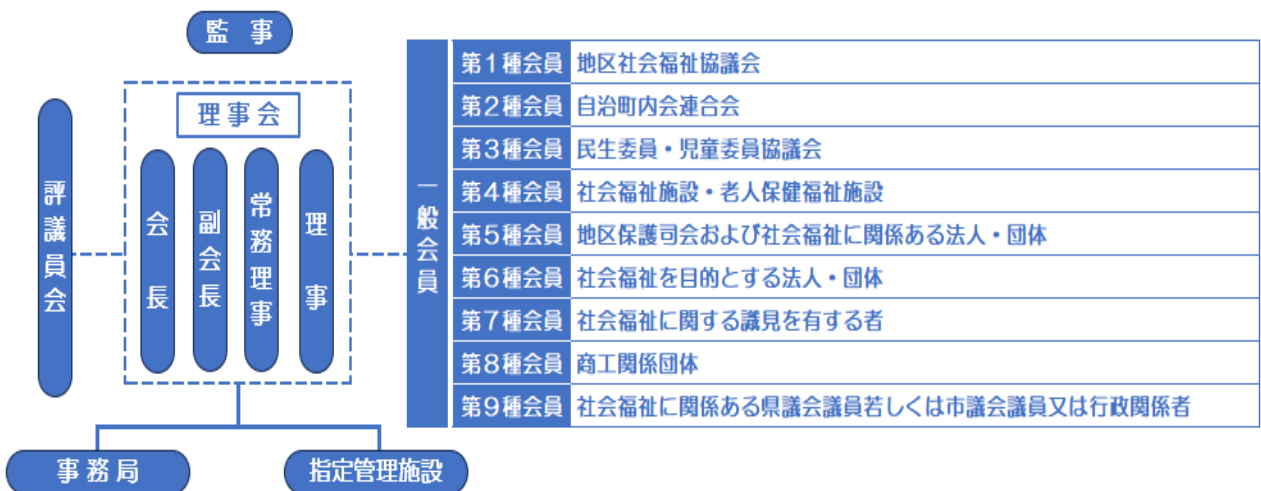 監 事
理事会
評議員会
会長
副会長
常務理事
理事
一般会員
第1種会員 地区社会福祉協議会
第2種会員 自治町内会連合会
第3種会員 民生委員・児童委員協議会
第4種会員 社会福祉施設・老人保健福祉施設
第5種会員 地区保護司会および社会福祉に関係ある法人・団体
第6種会員 社会福祉を目的とする法人・団体
第7種会員 社会福祉に関する識見を有する者
第8種会員 商工関係団体
第9種会員 社会福祉に関係ある県議会議員若しくは市議会議員又は行政関係者
事務局
指定管理施設